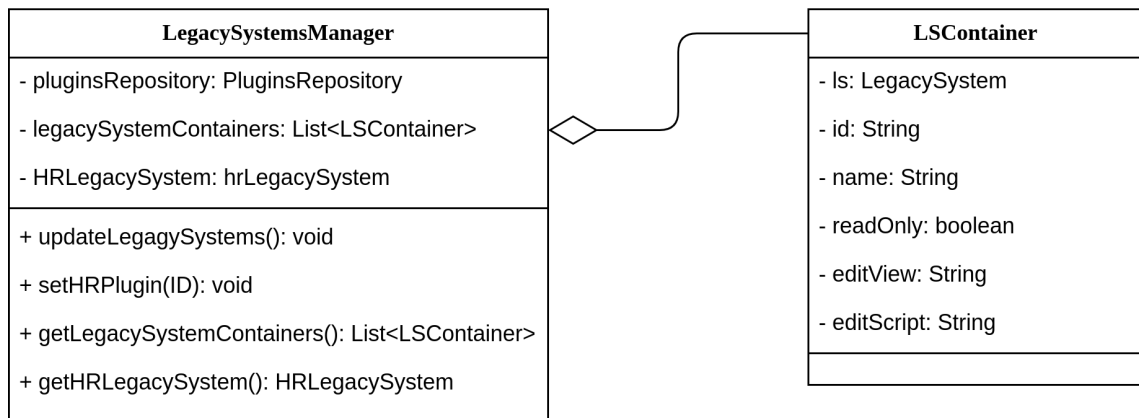 LegacySystemsManager
- pluginsRepository: PluginsRepository
- legacySystemContainers: List<LSContainer>
- HRLegacySystem: hrLegacySystem
+ updateLegagySystems(): void
+ setHRPlugin(ID): void
+ getLegacySystemContainers(): List<LSContainer>
+ getHRLegacySystem(): HRLegacySystem
LSContainer
- ls: LegacySystem
- id: String
- name: String
- readOnly: boolean
- editView: String
- editScript: String